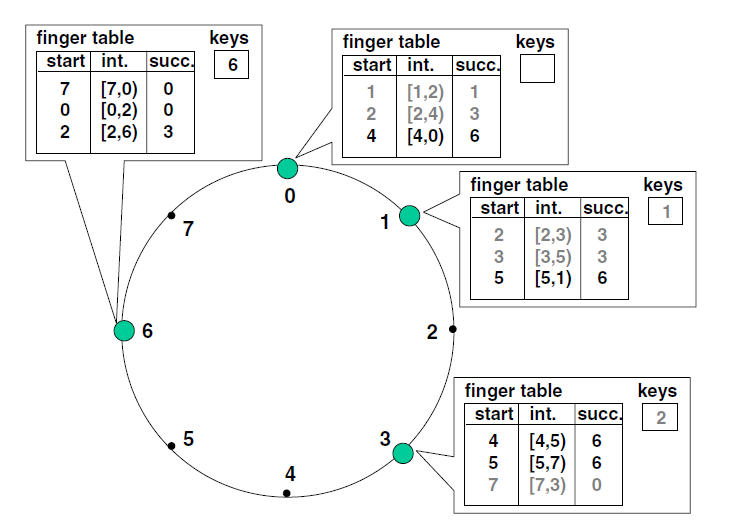 finger table keys
start int. succ. 6
7 [7,0) 0
0 [0,2) 0
2 [2,6) 3
finger table keys
start int. succ.
1 [1,2) 1
2 [2,4) 3
4 [4,0) 6
finger table keys
start int. succ. 1
2 [2,3) 3
3 [3,5) 3
5 [5,1) 6
finger table keys
start int. succ. 2
4 [4,5) 6
5 [5,7) 6
7 [7,3) 0
0
1
2
3
4
5
6
7